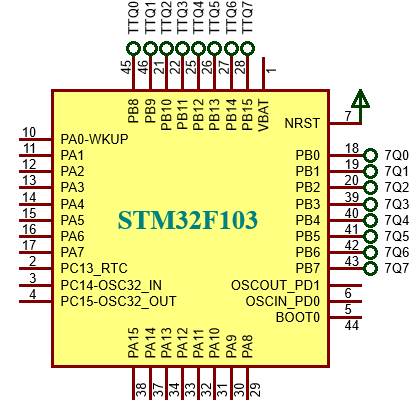 TTQ0 TTQ1 TTQ2 TTQ3 TTQ4 TTQ5 TTQ6 TTQ7
45 46 21 22 25 26 27 28 1
PB8 PB9 PB10 PB11 PB12 PB13 PB14 PB15 VBAT
NRST 7
10 PA0-WKUP PB0 18 7Q0
11 PA1 PB1 19 7Q1
12 PA2 PB2 20 7Q2
13 PA3 PB3 39 7Q3
14 PA4 PB4 40 7Q4
15 PA5 STM32F103 PB5 41 7Q5
16 PA6 PB6 42 7Q6
17 PA7 PB7 43 7Q7
2 PC13_RTC
3 PC14-OSC32_IN OSCOUT_PD1 6
4 PC15-OSC32_OUT OSCIN_PD0 5
BOOT0 44
PA15 PA14 PA13 PA12 PA11 PA10 PA9 PA8
38 37 34 33 32 31 30 29